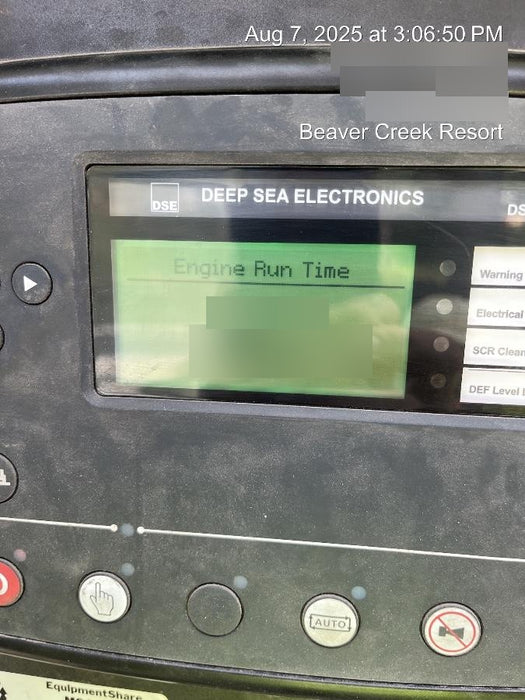 Aug 7, 2025 at 3:06:50 PM
Beaver Creek Resort
DSE
DEEP SEA ELECTRONICS
Engine Run Time
Warning
Electrical
SCR Clean
DEF Level
AUTO
EquipmentShare